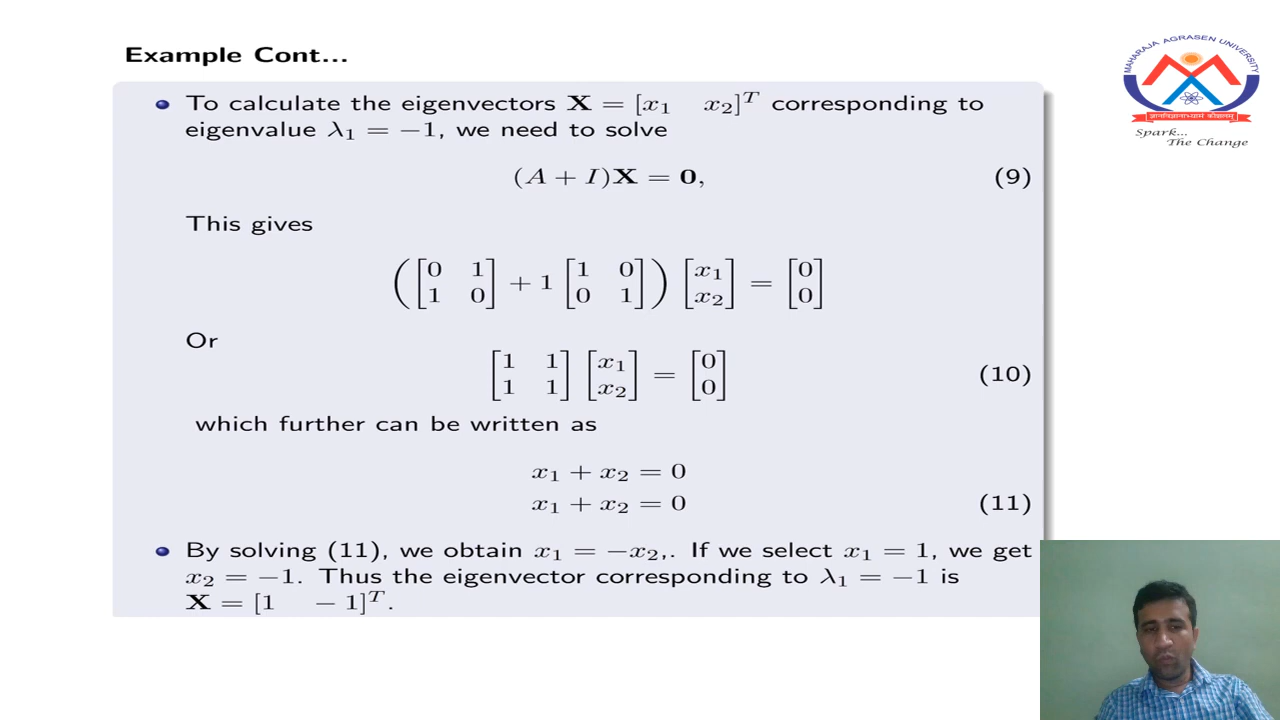 Example Cont...
MAHARAJA AGRASEN UNIVERSITY
ज्ञानविज्ञानाभ्यामं कौशलम्
Spark...
The Change
• To calculate the eigenvectors X = [x₁ x₂]ᵀ corresponding to
eigenvalue λ₁ = −1, we need to solve
(A + I)X = 0, (9)
This gives
([0 1; 1 0] + 1 [1 0; 0 1]) [x₁; x₂] = [0; 0]
Or
[1 1; 1 1] [x₁; x₂] = [0; 0] (10)
which further can be written as
x₁ + x₂ = 0
x₁ + x₂ = 0 (11)
• By solving (11), we obtain x₁ = −x₂,. If we select x₁ = 1, we get
x₂ = −1. Thus the eigenvector corresponding to λ₁ = −1 is
X = [1 − 1]ᵀ.